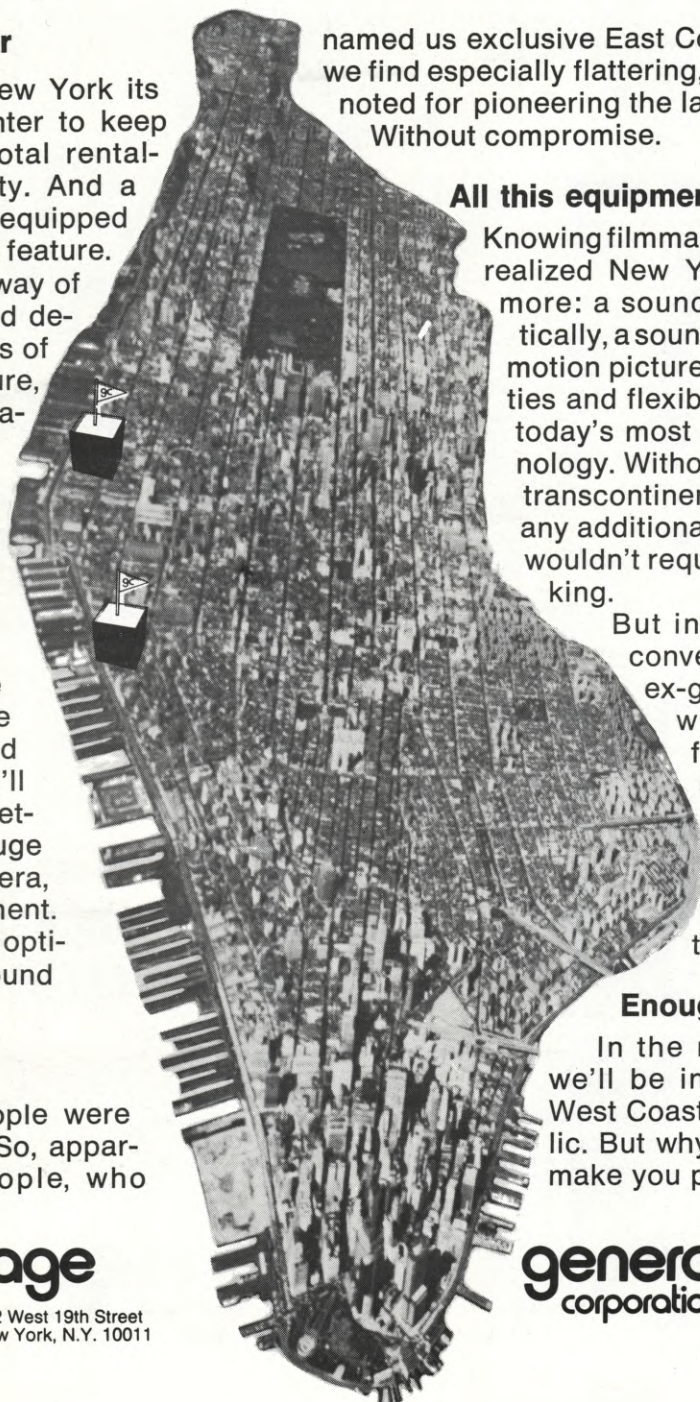 r
ew York its
nter to keep
otal rental-
ty. And a
equipped
feature.
way of
d de-
s of
ure,
a-
e
e
d
'll
et-
uge
era,
ment.
opti-
ound
ople were
So, appar-
ople, who
age
2 West 19th Street
w York, N.Y. 10011
gc
gc
named us exclusive East Co
we find especially flattering,
noted for pioneering the la
Without compromise.
All this equipmen
Knowing filmma
realized New Y
more: a sound
tically, a soun
motion picture
ties and flexib
today's most
nology. Witho
transcontiner
any additiona
wouldn't requ
king.
But in
conve
ex-g
w
f
t
Enoug
In the r
we'll be in
West Coast
lic. But why
make you p
genera
corporatio